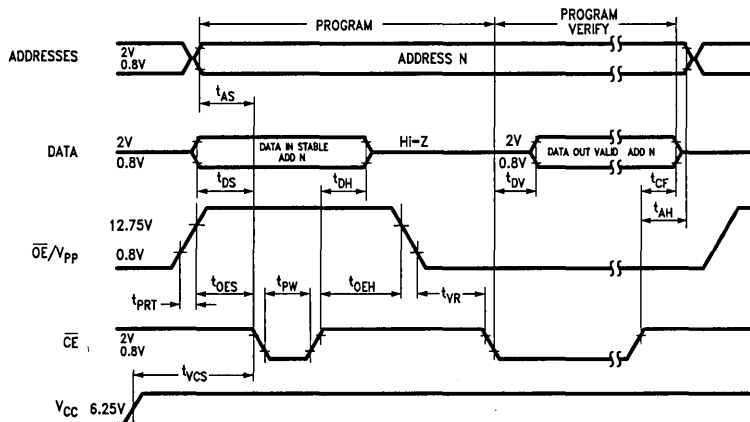 PROGRAM
PROGRAM
VERIFY
ADDRESSES
2V
0.8V
ADDRESS N
tAS
DATA
2V
0.8V
DATA IN STABLE
ADD N
Hi-Z
2V
0.8V
DATA OUT VALID ADD N
tDS
tDH
tDV
tCF
tAH
12.75V
OE/VPP
0.8V
tPRT
tOES
tPW
tOEH
tVR
CE
2V
0.8V
tVCS
VCC
6.25V